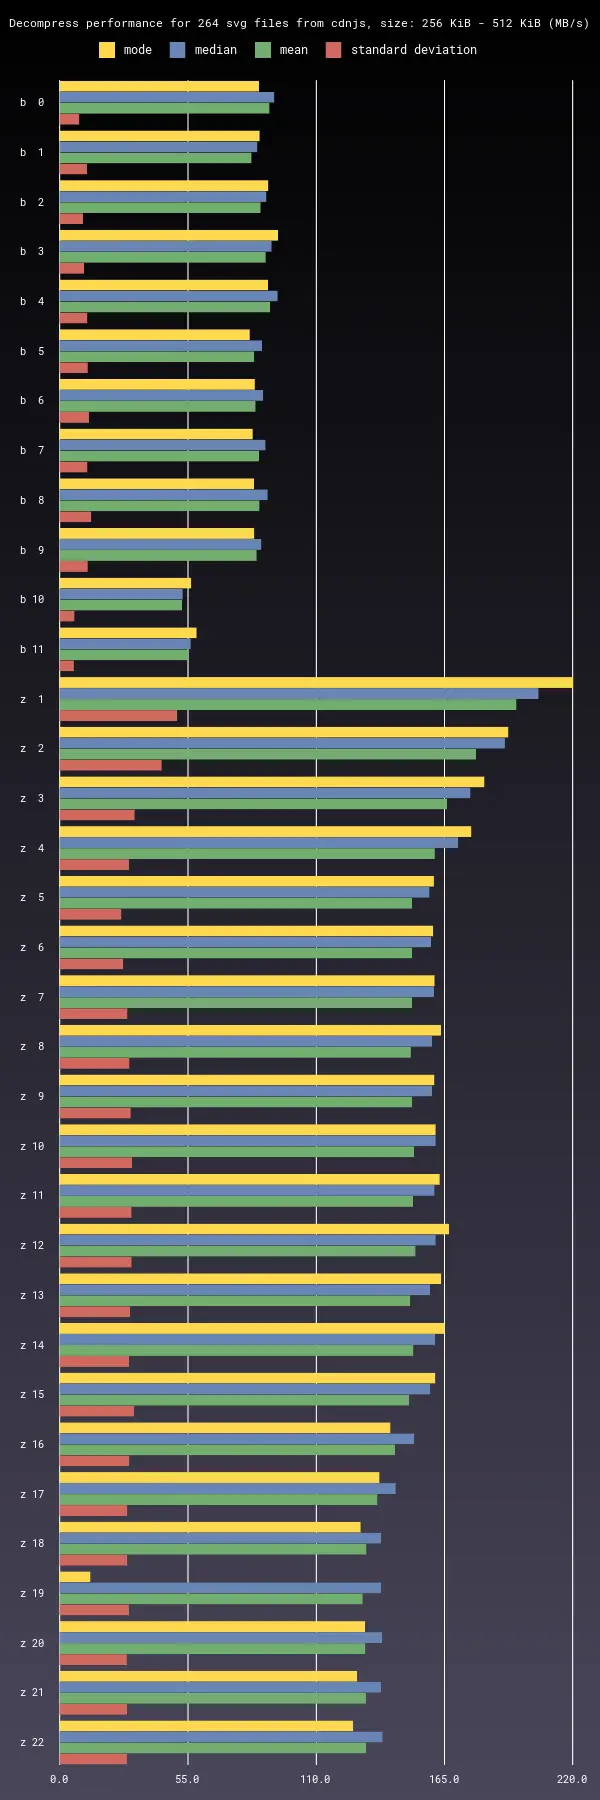 Decompress performance for 264 svg files from cdnjs, size: 256 KiB - 512 KiB (MB/s)
mode median mean standard deviation
b 0
b 1
b 2
b 3
b 4
b 5
b 6
b 7
b 8
b 9
b 10
b 11
z 1
z 2
z 3
z 4
z 5
z 6
z 7
z 8
z 9
z 10
z 11
z 12
z 13
z 14
z 15
z 16
z 17
z 18
z 19
z 20
z 21
z 22
0.0 55.0 110.0 165.0 220.0